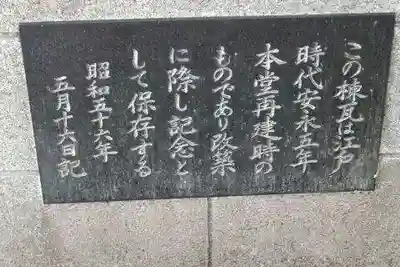 この棟瓦は江戸
時代安永五年
本堂再建時の
ものであり改築
に際し記念と
して保存する
昭和五十六年
五月十六日記